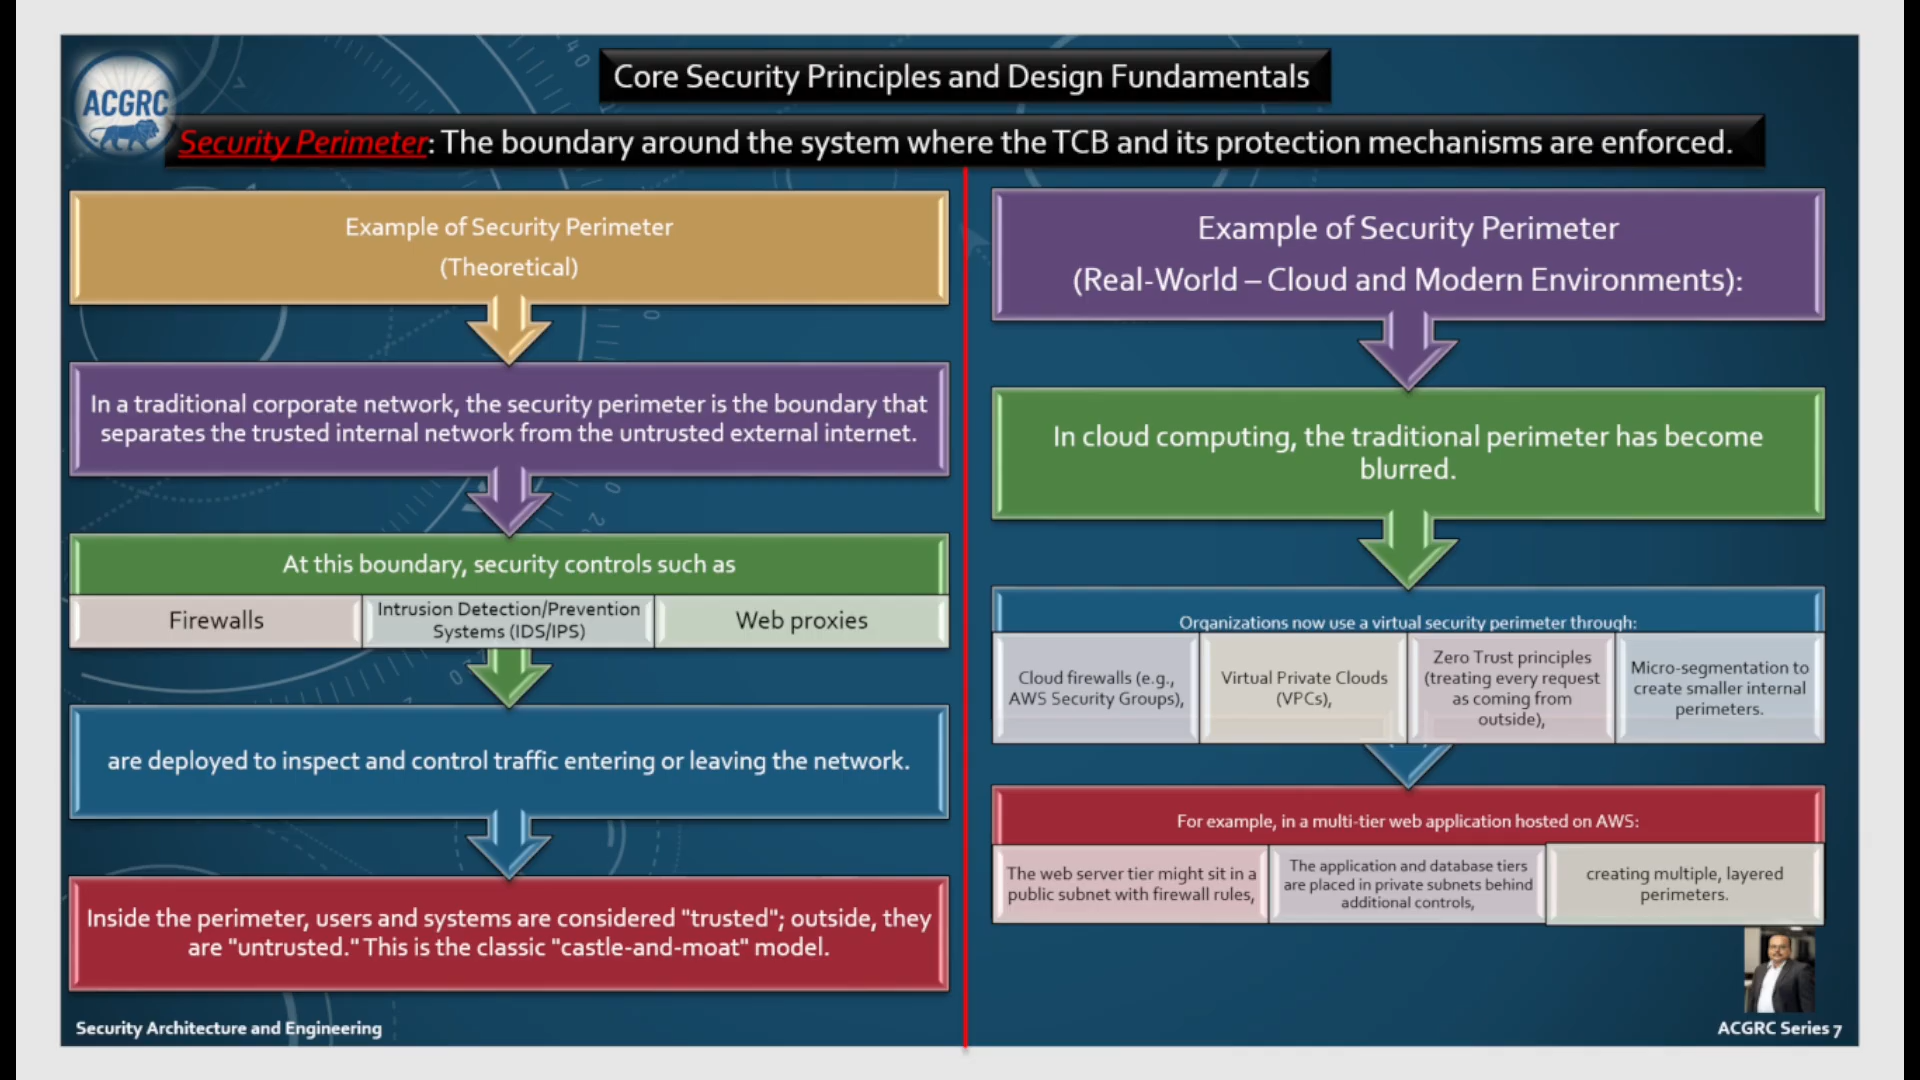 ACGRC
Core Security Principles and Design Fundamentals
Security Perimeter: The boundary around the system where the TCB and its protection mechanisms are enforced.
Example of Security Perimeter
(Theoretical)
In a traditional corporate network, the security perimeter is the boundary that
separates the trusted internal network from the untrusted external internet.
At this boundary, security controls such as
Firewalls
Intrusion Detection/Prevention
Systems (IDS/IPS)
Web proxies
are deployed to inspect and control traffic entering or leaving the network.
Inside the perimeter, users and systems are considered "trusted"; outside, they
are "untrusted." This is the classic "castle-and-moat" model.
Example of Security Perimeter
(Real-World – Cloud and Modern Environments):
In cloud computing, the traditional perimeter has become
blurred.
Organizations now use a virtual security perimeter through:
Cloud firewalls (e.g.,
AWS Security Groups),
Virtual Private Clouds
(VPCs),
Zero Trust principles
(treating every request
as coming from
outside),
Micro-segmentation to
create smaller internal
perimeters.
For example, in a multi-tier web application hosted on AWS:
The web server tier might sit in a
public subnet with firewall rules,
The application and database tiers
are placed in private subnets behind
additional controls,
creating multiple, layered
perimeters.
Security Architecture and Engineering
ACGRC Series 7